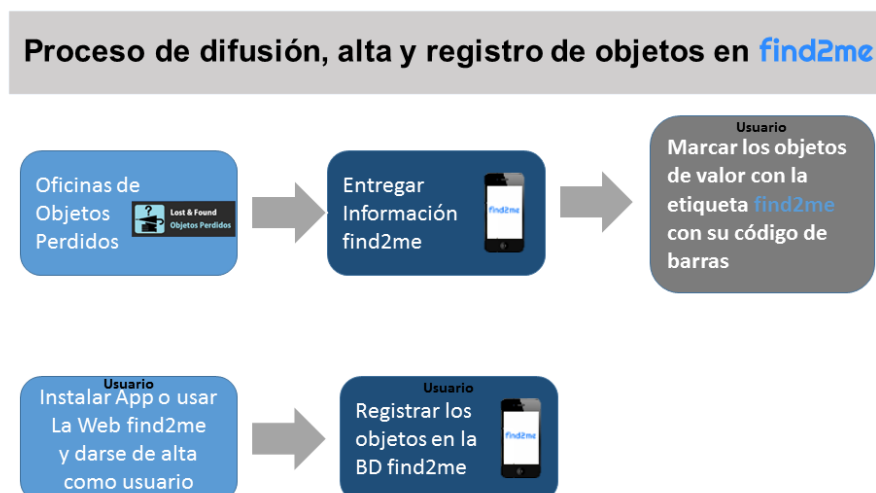 Proceso de difusión, alta y registro de objetos en find2me
Oficinas de
Objetos
Perdidos
Lost & Found
Objetos Perdidos
Entregar
Información
find2me
find2me
Usuario
Marcar los objetos
de valor con la
etiqueta find2me
con su código de
barras
Usuario
Instalar App o usar
La Web find2me
y darse de alta
como usuario
Usuario
Registrar los
objetos en la
BD find2me
find2me